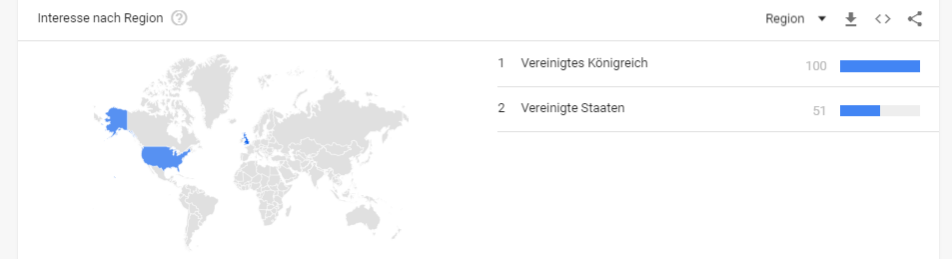 Interesse nach Region
Region
1 Vereinigtes Königreich 100
2 Vereinigte Staaten 51